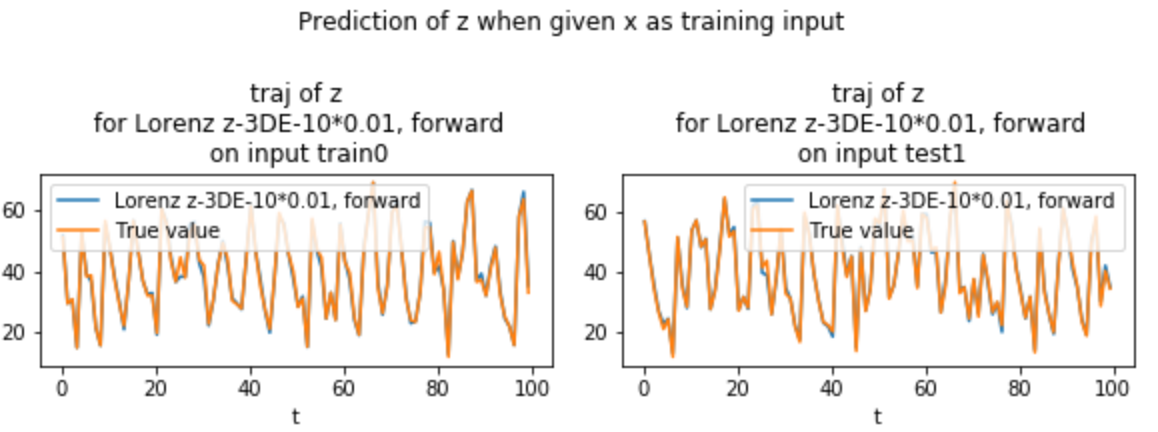 Prediction of z when given x as training input
traj of z
for Lorenz z-3DE-10*0.01, forward
on input train0
Lorenz z-3DE-10*0.01, forward
True value
60
40
20
0 20 40 60 80 100
t
traj of z
for Lorenz z-3DE-10*0.01, forward
on input test1
Lorenz z-3DE-10*0.01, forward
True value
60
40
20
0 20 40 60 80 100
t